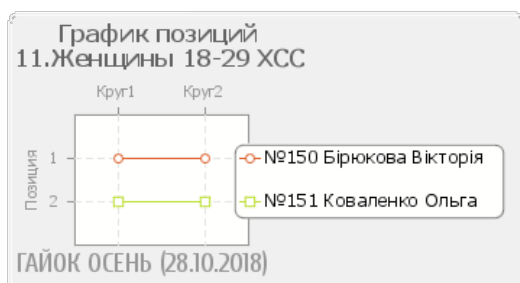 График позиций
11.Женщины 18-29 ХСС
Круг1 Круг2
Позиция
1
2
№150 Бірюкова Вікторія
№151 Коваленко Ольга
ГАЙОК ОСЕНЬ (28.10.2018)